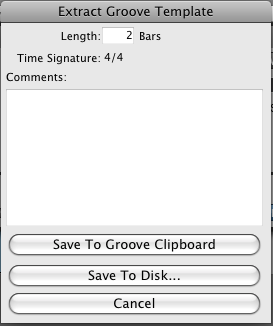 Extract Groove Template
Length: 2 Bars
Time Signature: 4/4
Comments:
Save To Groove Clipboard
Save To Disk...
Cancel